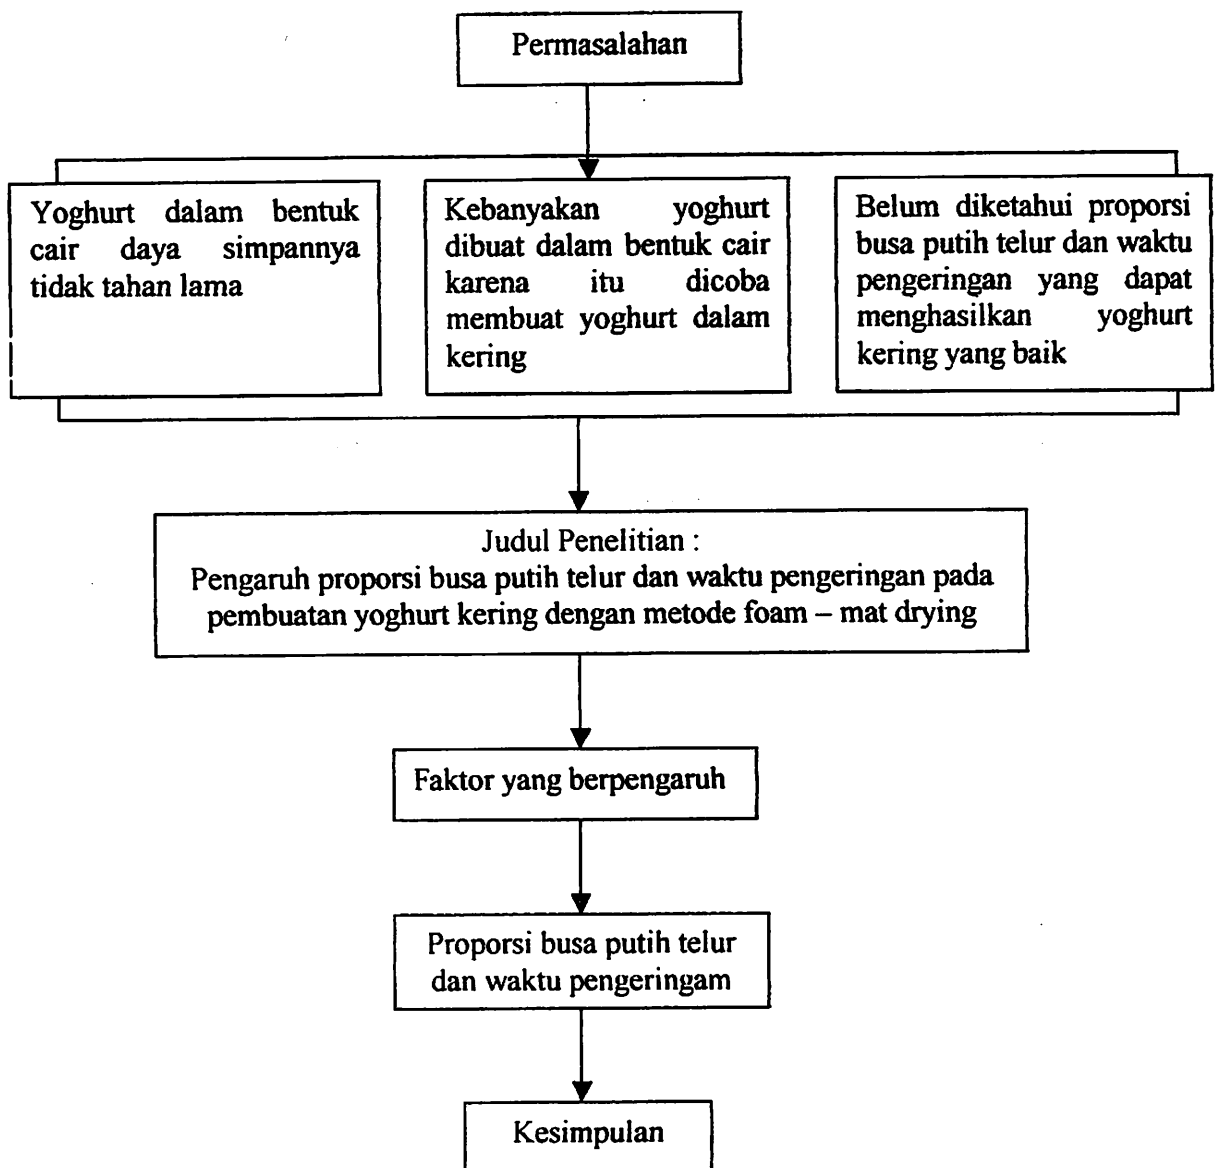 Permasalahan
Yoghurt dalam bentuk
cair daya simpannya
tidak tahan lama
Kebanyakan yoghurt
dibuat dalam bentuk cair
karena itu dicoba
membuat yoghurt dalam
kering
Belum diketahui proporsi
busa putih telur dan waktu
pengeringan yang dapat
menghasilkan yoghurt
kering yang baik
Judul Penelitian :
Pengaruh proporsi busa putih telur dan waktu pengeringan pada
pembuatan yoghurt kering dengan metode foam – mat drying
Faktor yang berpengaruh
Proporsi busa putih telur
dan waktu pengeringam
Kesimpulan